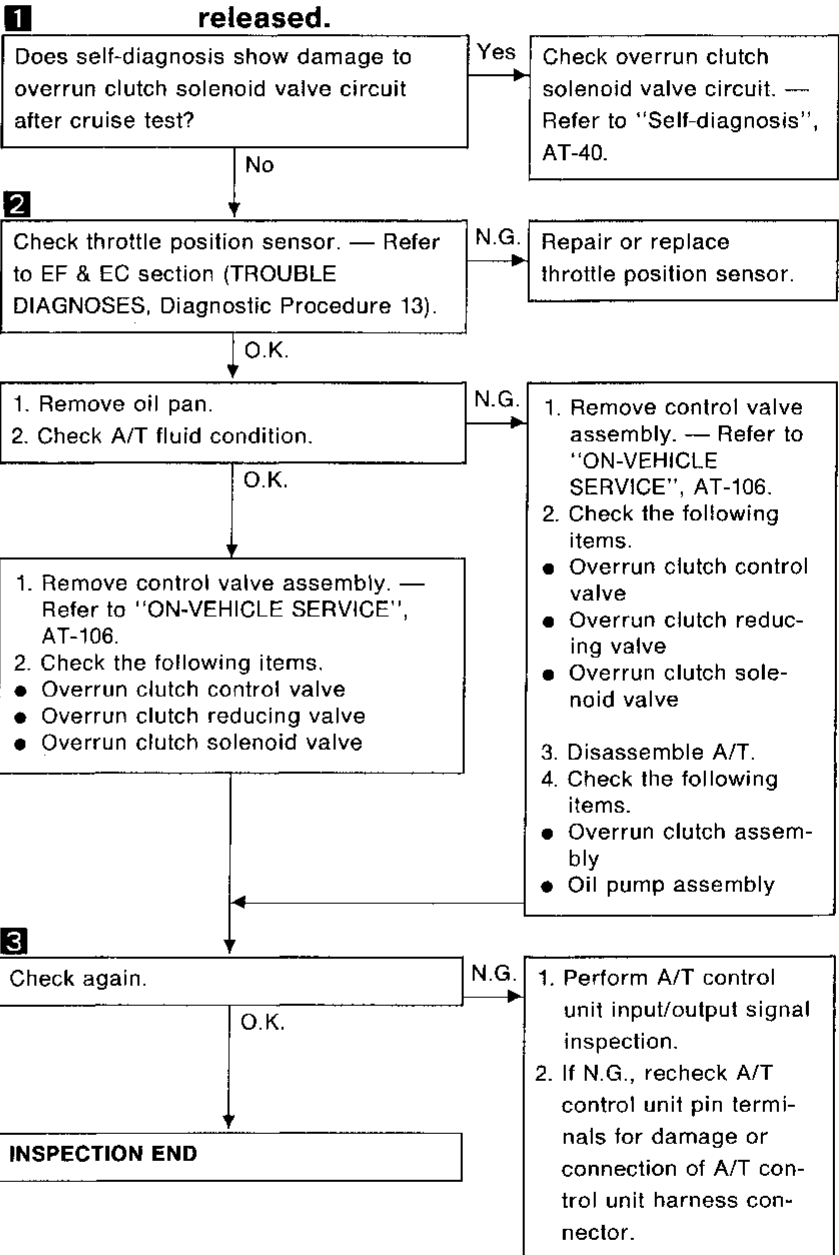 1 released.
Does self-diagnosis show damage to
overrun clutch solenoid valve circuit
after cruise test?
Yes
Check overrun clutch
solenoid valve circuit. —
Refer to "Self-diagnosis",
AT-40.
No
2
Check throttle position sensor. — Refer
to EF & EC section (TROUBLE
DIAGNOSES, Diagnostic Procedure 13).
N.G.
Repair or replace
throttle position sensor.
O.K.
1. Remove oil pan.
2. Check A/T fluid condition.
N.G.
1. Remove control valve
assembly. — Refer to
"ON-VEHICLE
SERVICE", AT-106.
2. Check the following
items.
● Overrun clutch control
valve
● Overrun clutch reduc-
ing valve
● Overrun clutch sole-
noid valve
3. Disassemble A/T.
4. Check the following
items.
● Overrun clutch assem-
bly
● Oil pump assembly
O.K.
1. Remove control valve assembly. —
Refer to "ON-VEHICLE SERVICE",
AT-106.
2. Check the following items.
● Overrun clutch control valve
● Overrun clutch reducing valve
● Overrun clutch solenoid valve
3
Check again.
N.G.
1. Perform A/T control
unit input/output signal
inspection.
2. If N.G., recheck A/T
control unit pin termi-
nals for damage or
connection of A/T con-
trol unit harness con-
nector.
O.K.
INSPECTION END